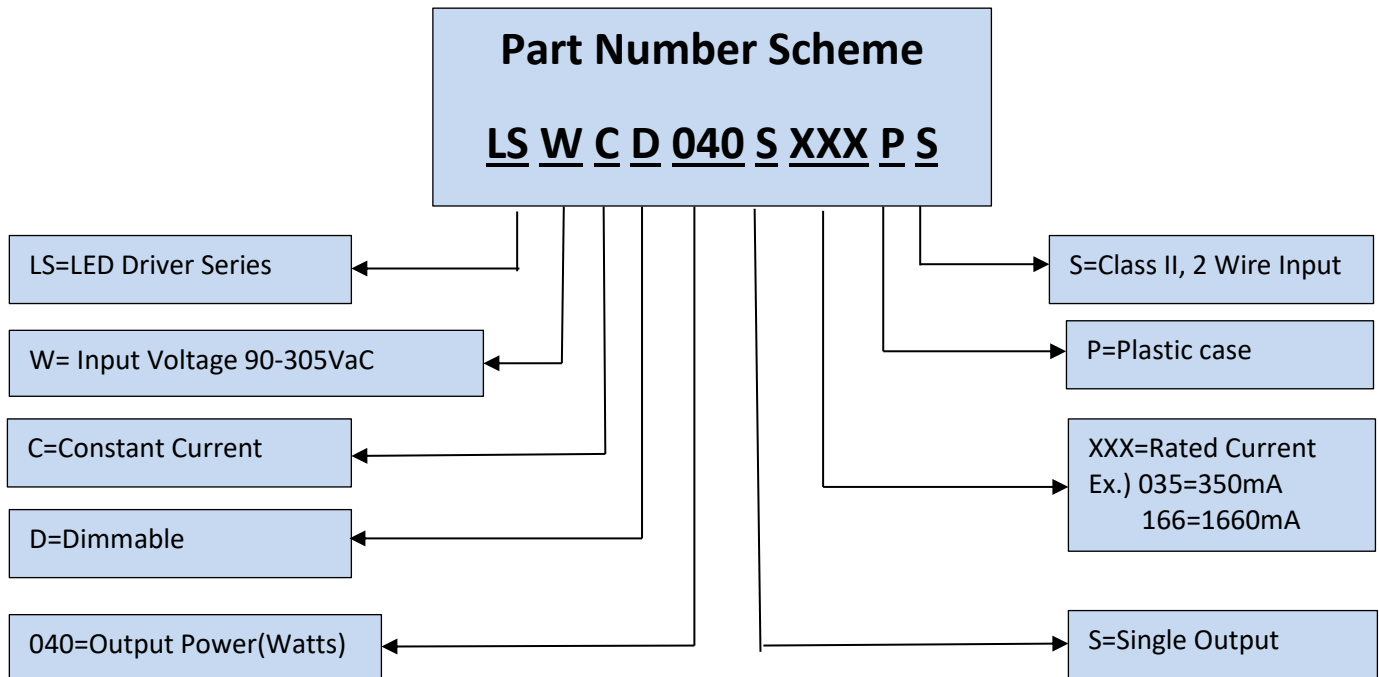 Part Number Scheme
LS W C D 040 S XXX P S
LS=LED Driver Series
W= Input Voltage 90-305VaC
C=Constant Current
D=Dimmable
040=Output Power(Watts)
S=Class II, 2 Wire Input
P=Plastic case
XXX=Rated Current
Ex.) 035=350mA
166=1660mA
S=Single Output